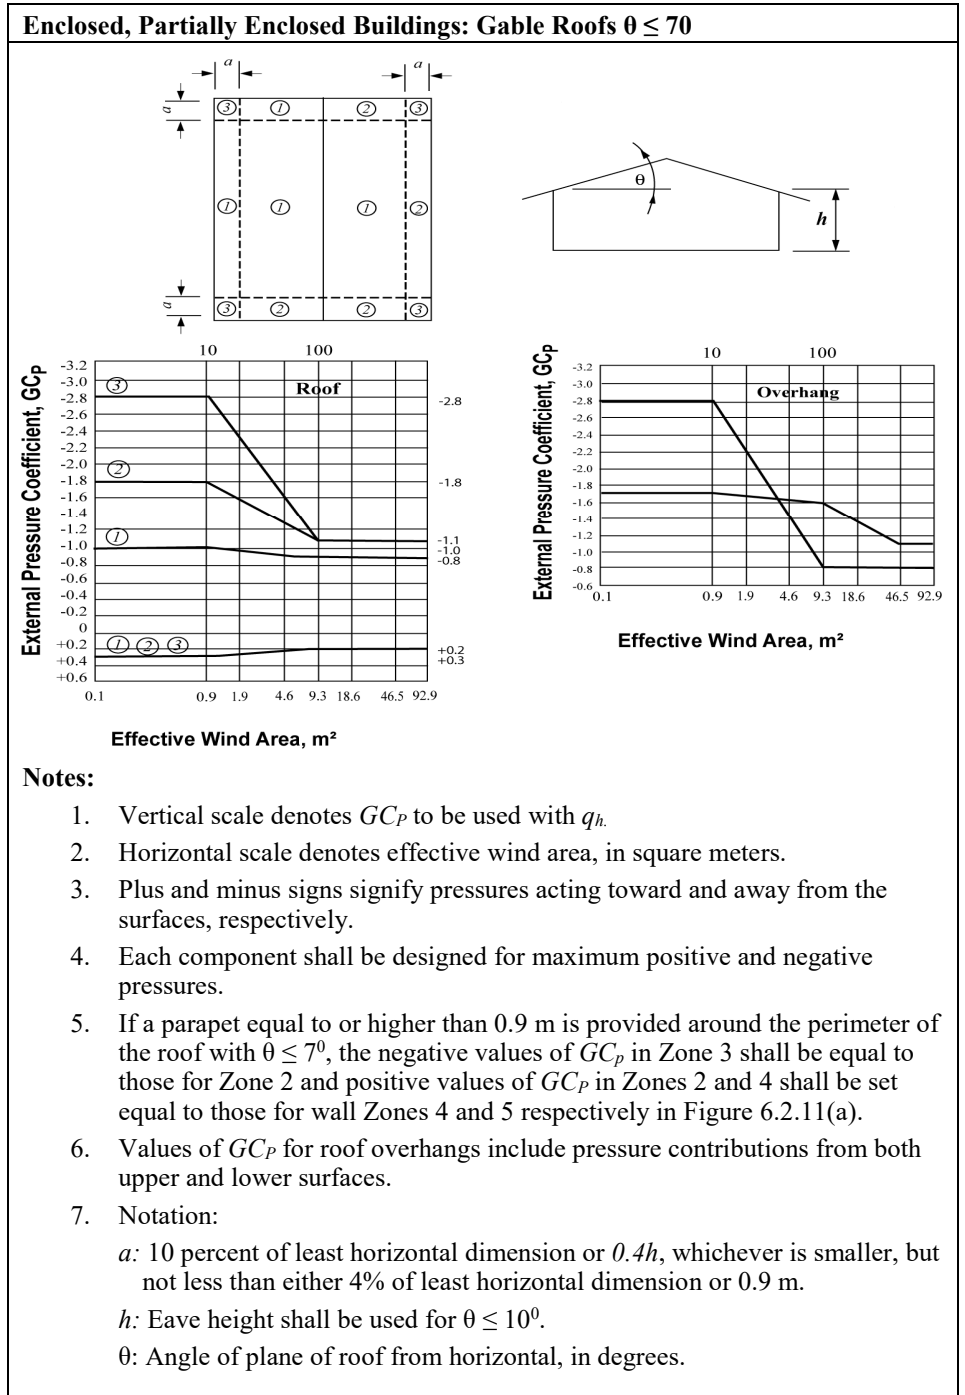 Enclosed, Partially Enclosed Buildings: Gable Roofs θ ≤ 70
a a
a ③ ① ② ③
① ① ① ②
a ③ ② ② ③
θ
h
10 100
External Pressure Coefficient, GCP
-3.2
-3.0
-2.8
-2.6
-2.4
-2.2
-2.0
-1.8
-1.6
-1.4
-1.2
-1.0
-0.8
-0.6
-0.4
-0.2
0
+0.2
+0.4
+0.6
Roof
③
②
①
① ② ③
-2.8
-1.8
-1.1
-1.0
-0.8
+0.2
+0.3
0.1 0.9 1.9 4.6 9.3 18.6 46.5 92.9
Effective Wind Area, m²
10 100
External Pressure Coefficient, GCP
-3.2
-3.0
-2.8
-2.6
-2.4
-2.2
-2.0
-1.8
-1.6
-1.4
-1.2
-1.0
-0.8
-0.6
Overhang
0.1 0.9 1.9 4.6 9.3 18.6 46.5 92.9
Effective Wind Area, m²
Notes:
1. Vertical scale denotes GCP to be used with qh.
2. Horizontal scale denotes effective wind area, in square meters.
3. Plus and minus signs signify pressures acting toward and away from the
surfaces, respectively.
4. Each component shall be designed for maximum positive and negative
pressures.
5. If a parapet equal to or higher than 0.9 m is provided around the perimeter of
the roof with θ ≤ 7⁰, the negative values of GCp in Zone 3 shall be equal to
those for Zone 2 and positive values of GCP in Zones 2 and 4 shall be set
equal to those for wall Zones 4 and 5 respectively in Figure 6.2.11(a).
6. Values of GCP for roof overhangs include pressure contributions from both
upper and lower surfaces.
7. Notation:
a: 10 percent of least horizontal dimension or 0.4h, whichever is smaller, but
not less than either 4% of least horizontal dimension or 0.9 m.
h: Eave height shall be used for θ ≤ 10⁰.
θ: Angle of plane of roof from horizontal, in degrees.